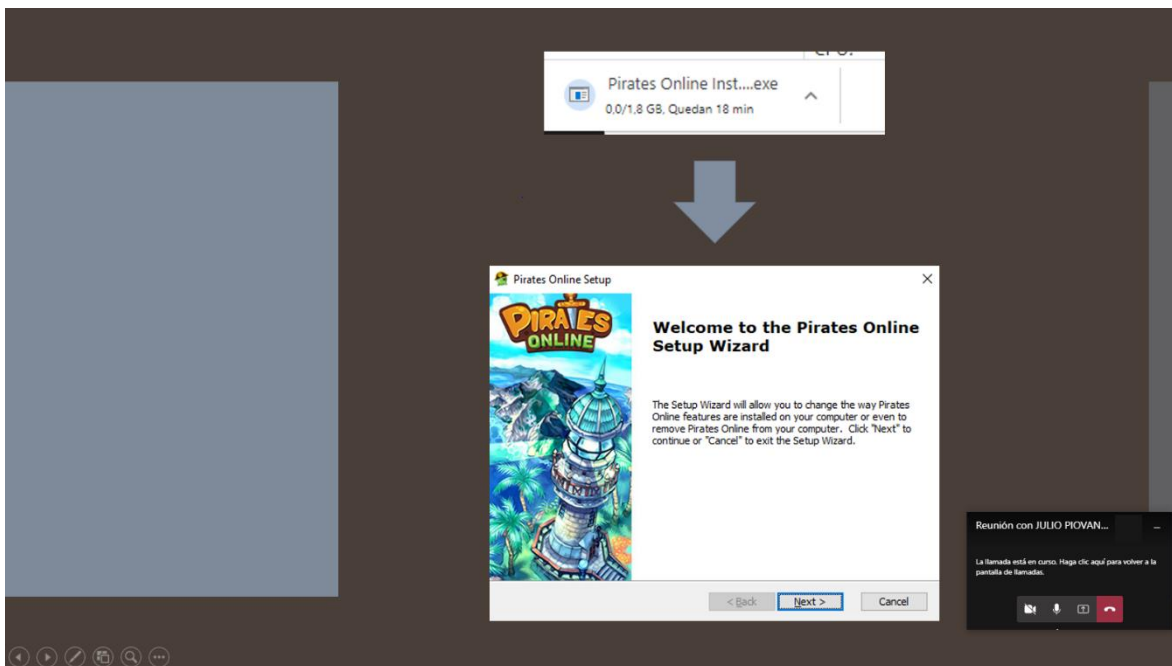 Pirates Online Inst....exe
0,0/1,8 GB, Quedan 18 min
Pirates Online Setup
PIRATES
ONLINE
Welcome to the Pirates Online
Setup Wizard
The Setup Wizard will allow you to change the way Pirates
Online features are installed on your computer or even to
remove Pirates Online from your computer. Click "Next" to
continue or "Cancel" to exit the Setup Wizard.
< Back
Next >
Cancel
Reunión con JULIO PIOVAN...
La llamada está en curso. Haga clic aquí para volver a la
pantalla de llamadas.